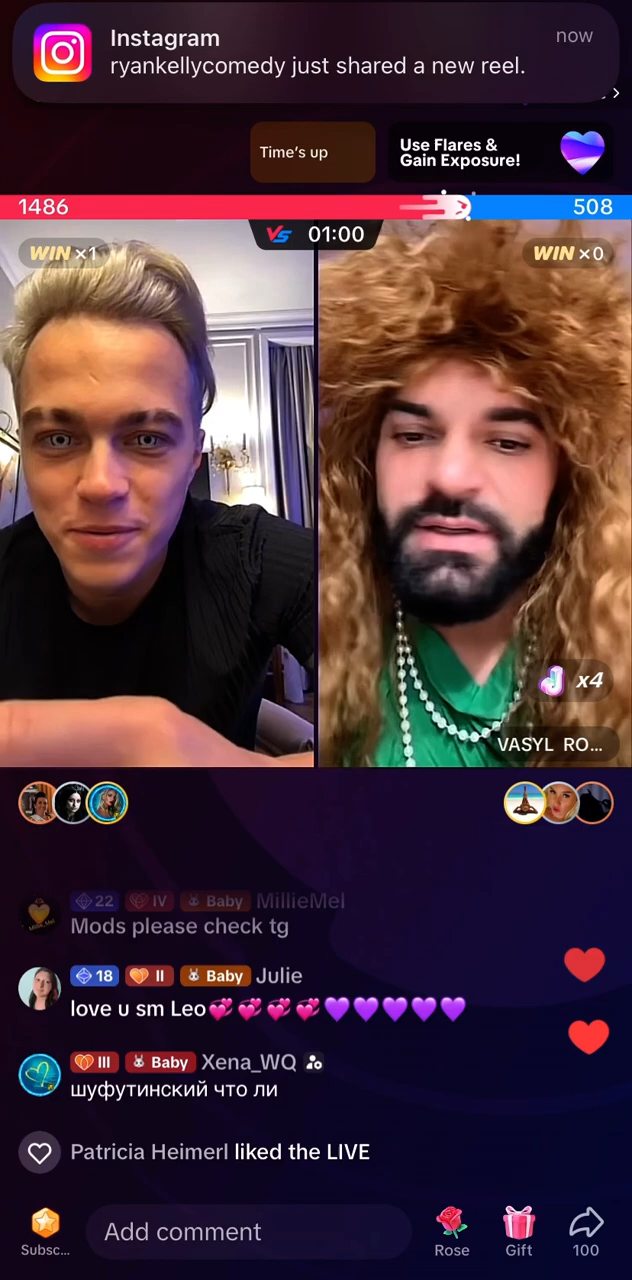 Instagram
now
ryankellycomedy just shared a new reel.
Time's up
Use Flares &
Gain Exposure!
1486
508
VS 01:00
WIN ×1
WIN ×0
x4
VASYL RO...
22 IV Baby MillieMel
Mods please check tg
18 II Baby Julie
love u sm Leo💞💞💞💞💜💜💜💜💜
III Baby Xena_WQ
шуфутинский что ли
Patricia Heimerl liked the LIVE
Subsc...
Add comment
Rose
Gift
100